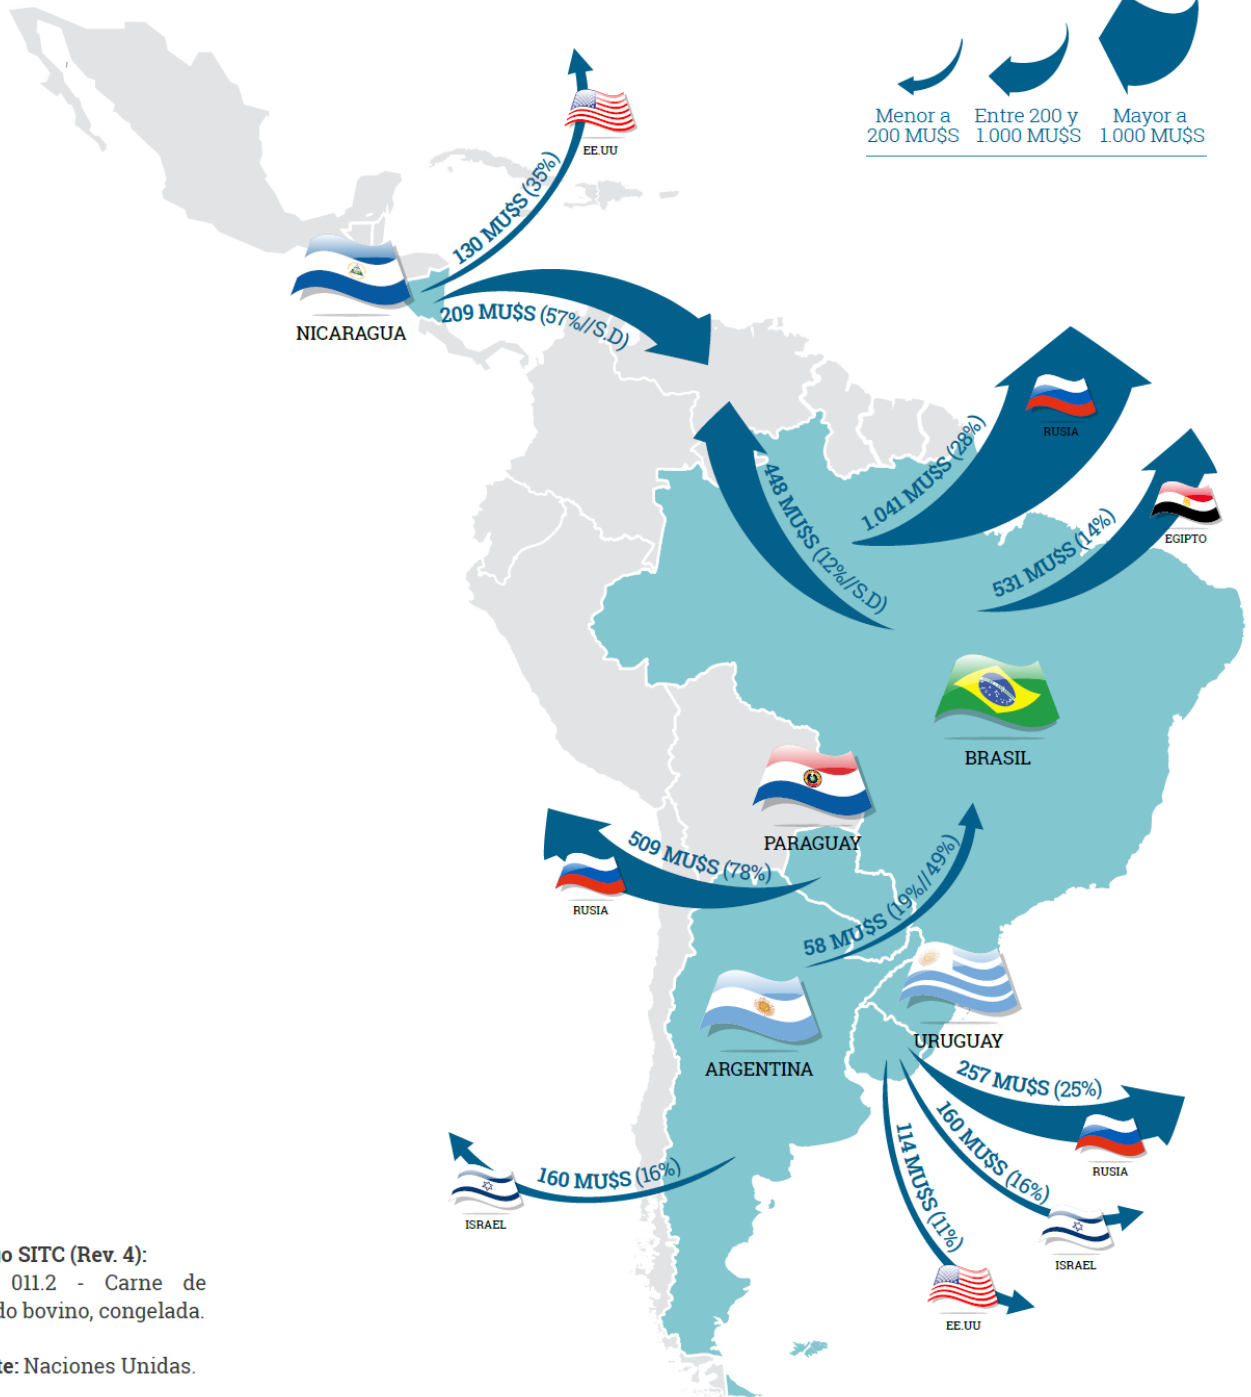 Menor a
200 MU$S
Entre 200 y
1.000 MU$S
Mayor a
1.000 MU$S
EE.UU
130 MU$S (35%)
209 MU$S (57%//S.D)
NICARAGUA
RUSIA
1.041 MU$S (28%)
448 MU$S (12%//S.D)
EGIPTO
531 MU$S (14%)
BRASIL
PARAGUAY
509 MU$S (78%)
RUSIA
58 MU$S (19%//49%)
URUGUAY
ARGENTINA
257 MU$S (25%)
RUSIA
160 MU$S (16%)
ISRAEL
114 MU$S (11%)
EE.UU
160 MU$S (16%)
ISRAEL
o SITC (Rev. 4):
011.2 - Carne de
do bovino, congelada.
te: Naciones Unidas.